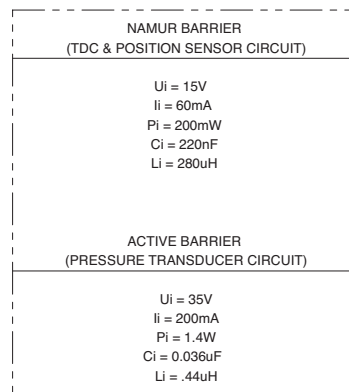 NAMUR BARRIER
(TDC & POSITION SENSOR CIRCUIT)
Ui = 15V
Ii = 60mA
Pi = 200mW
Ci = 220nF
Li = 280uH
ACTIVE BARRIER
(PRESSURE TRANSDUCER CIRCUIT)
Ui = 35V
Ii = 200mA
Pi = 1.4W
Ci = 0.036uF
Li = .44uH